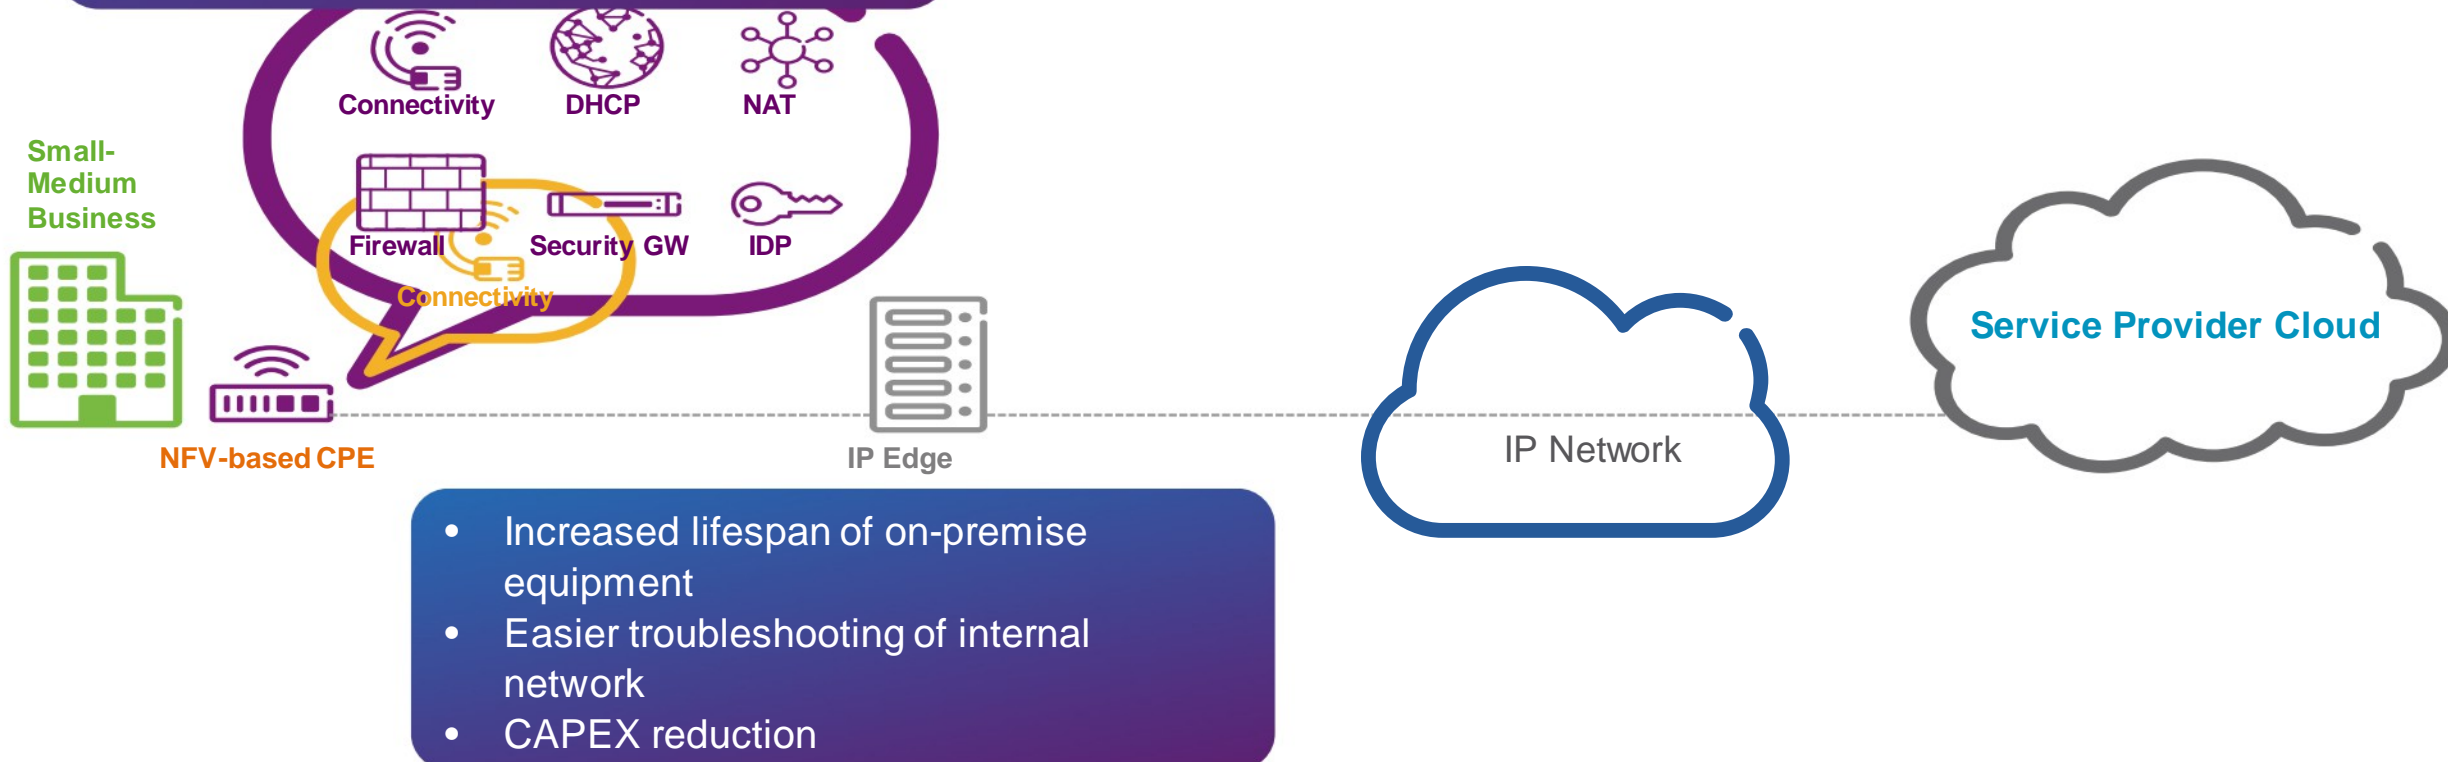 Connectivity
DHCP
NAT
Small-
Medium
Business
Firewall
Security GW
IDP
Connectivity
Service Provider Cloud
NFV-based CPE
IP Edge
IP Network
• Increased lifespan of on-premise
equipment
• Easier troubleshooting of internal
network
• CAPEX reduction